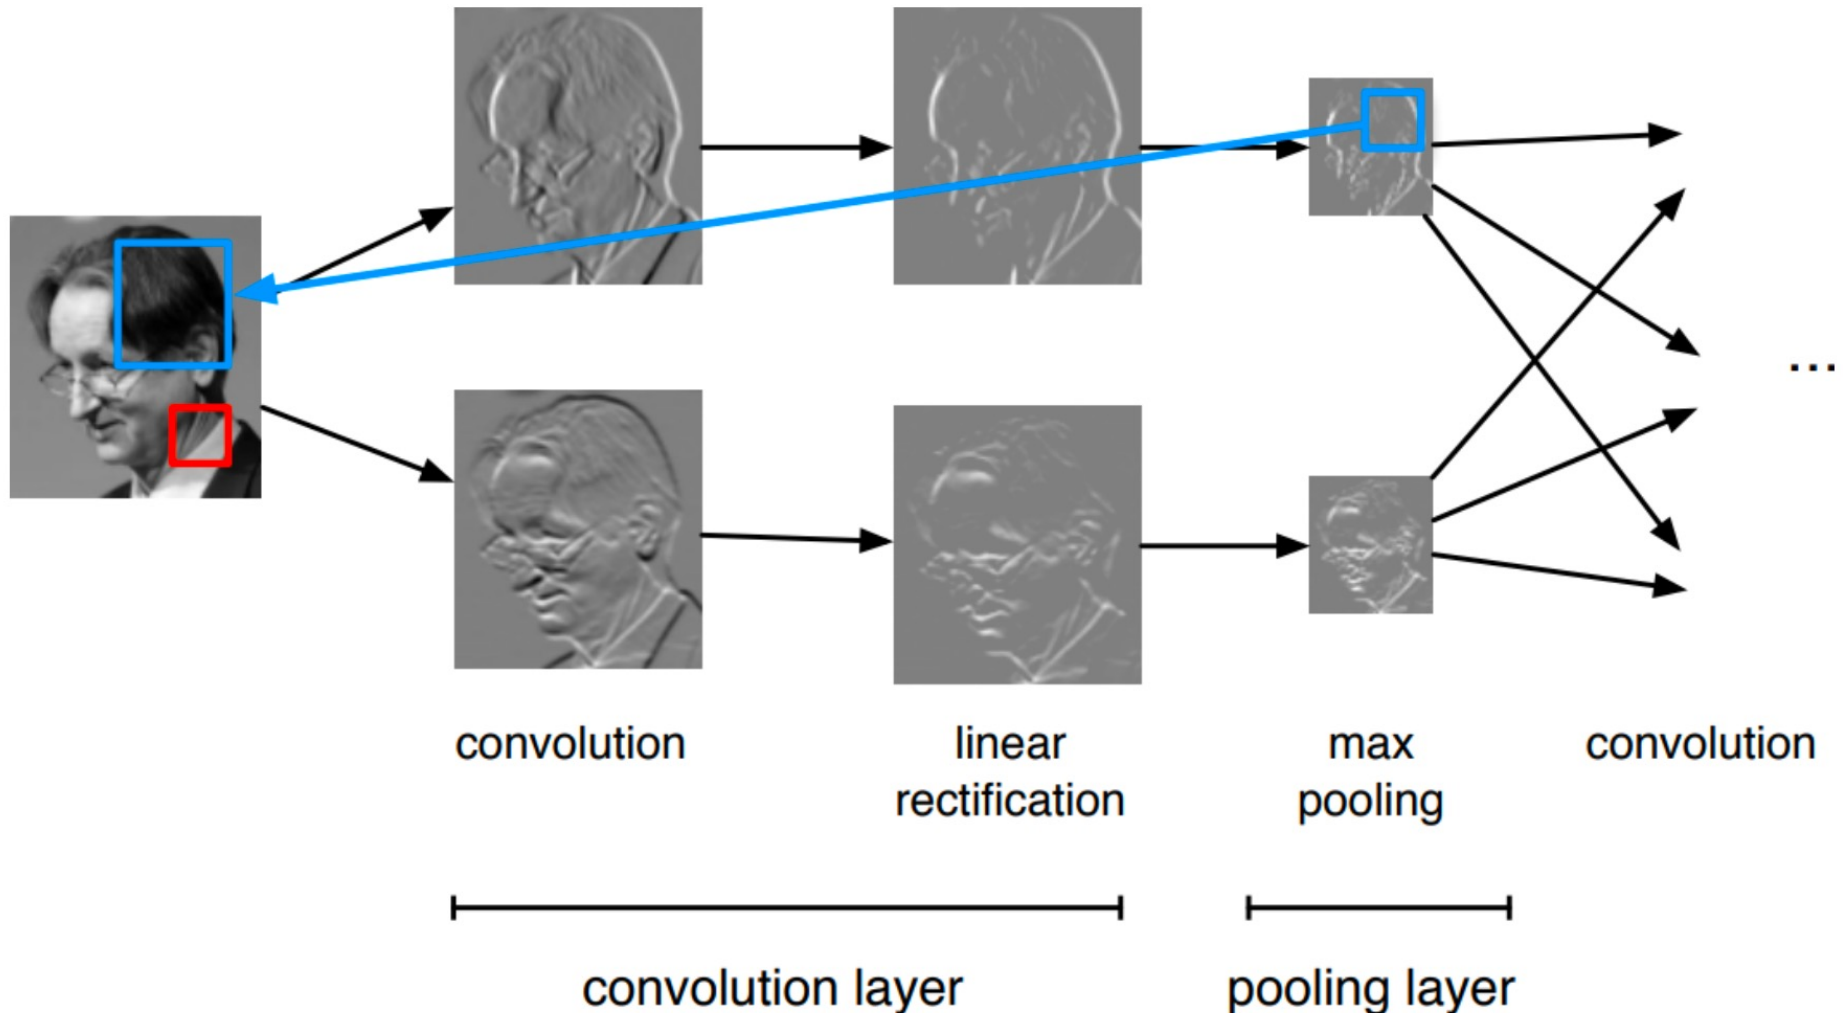 ...
convolution
linear
rectification
max
pooling
convolution
convolution layer
pooling layer